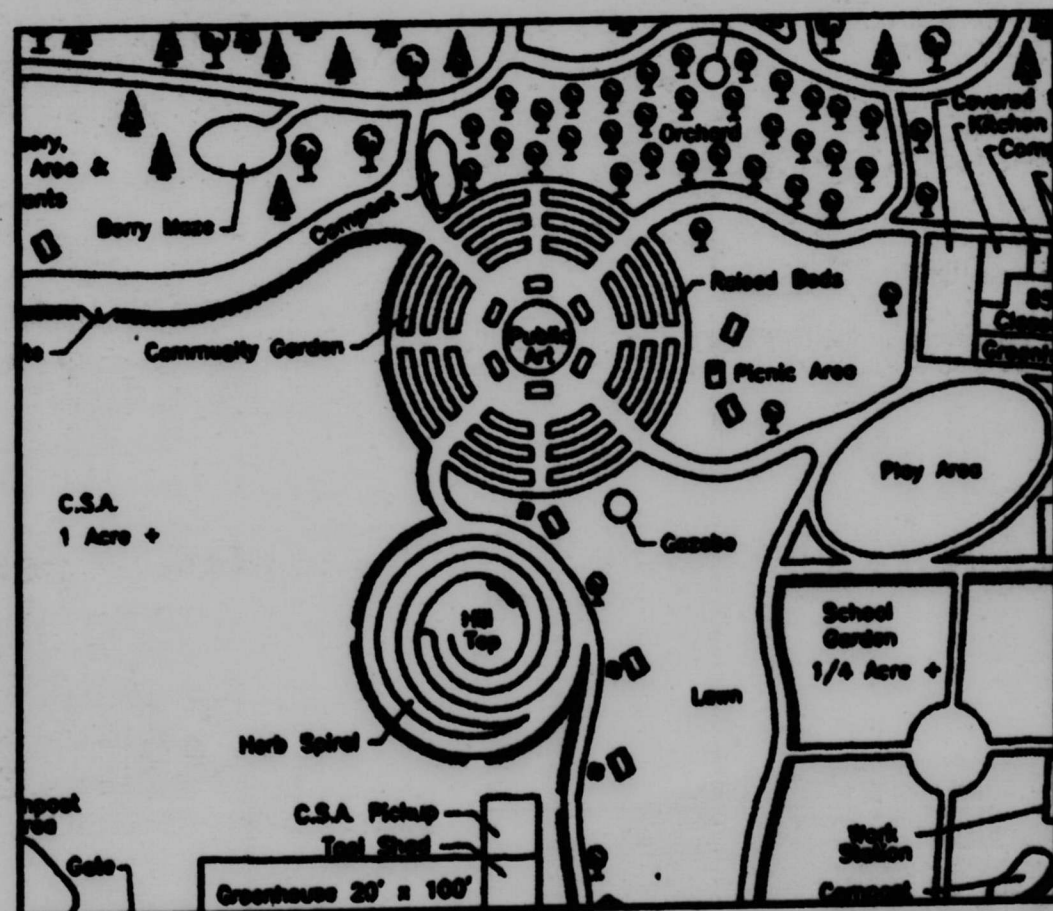 Orchard
Covered
Kitchen
Area &
Berry Maze
Compost
Raised Beds
Commuity Garden
Public
Art
Picnic Area
Play Area
C.S.A.
1 Acre +
Gazebo
Hill
Top
School
Garden
1/4 Acre +
Lawn
Herb Spiral
C.S.A. Pickup
Tool Shed
Greenhouse 20' x 100'
Gate
Work
Station
Compost